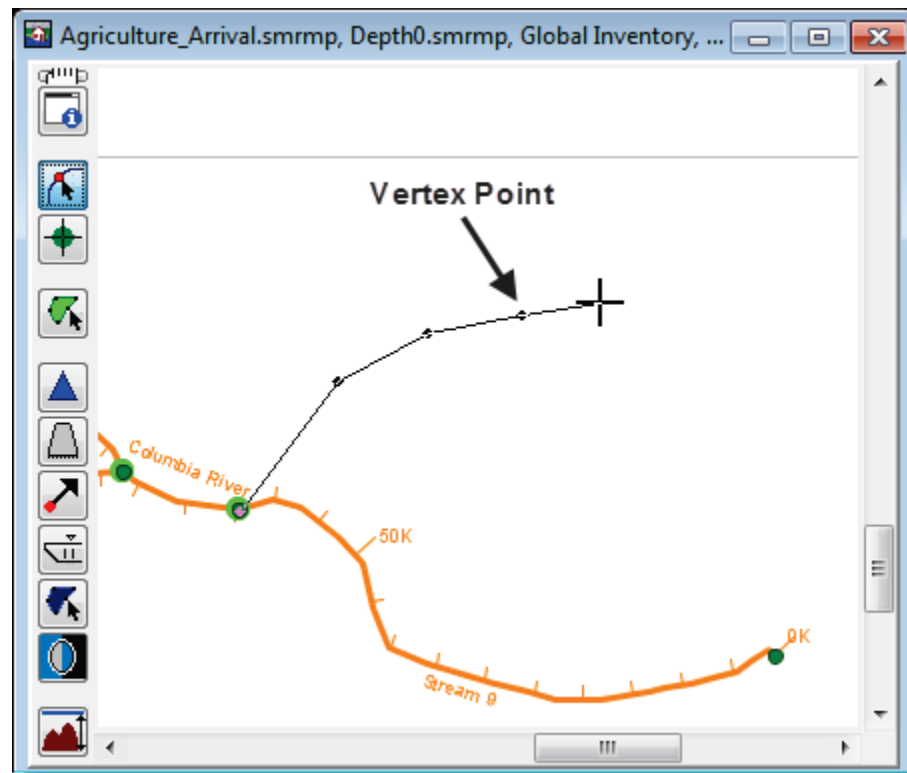 Agriculture_Arrival.smrmp, Depth0.smrmp, Global Inventory, ...
Vertex Point
Columbia River
50K
0K
Stream 9